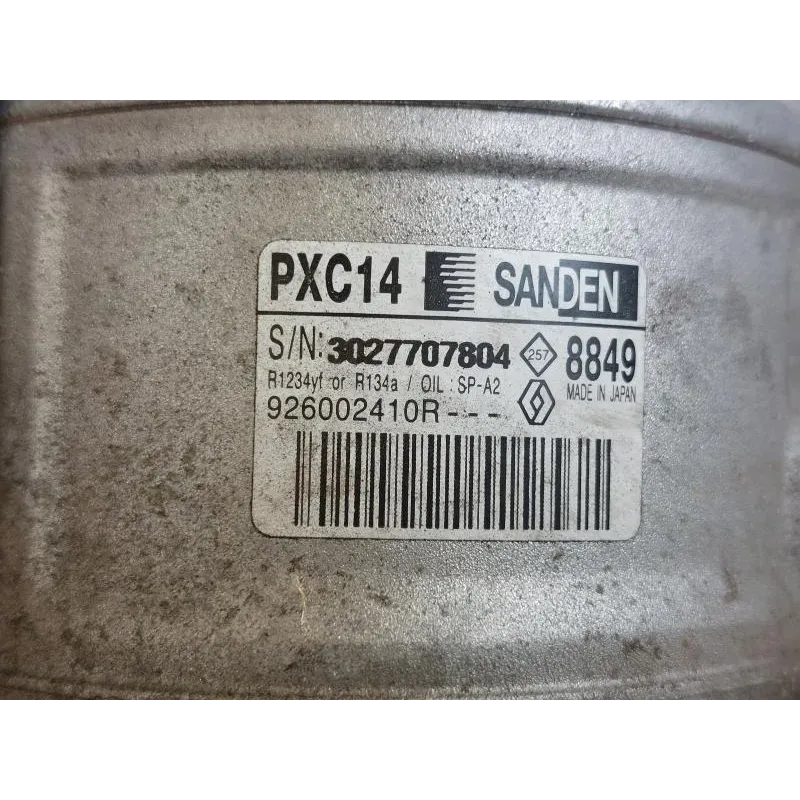 PXC14 SANDEN
S/N: 3027707804 257 8849
R1234yf or R134a / OIL : SP-A2 MADE IN JAPAN
926002410R---